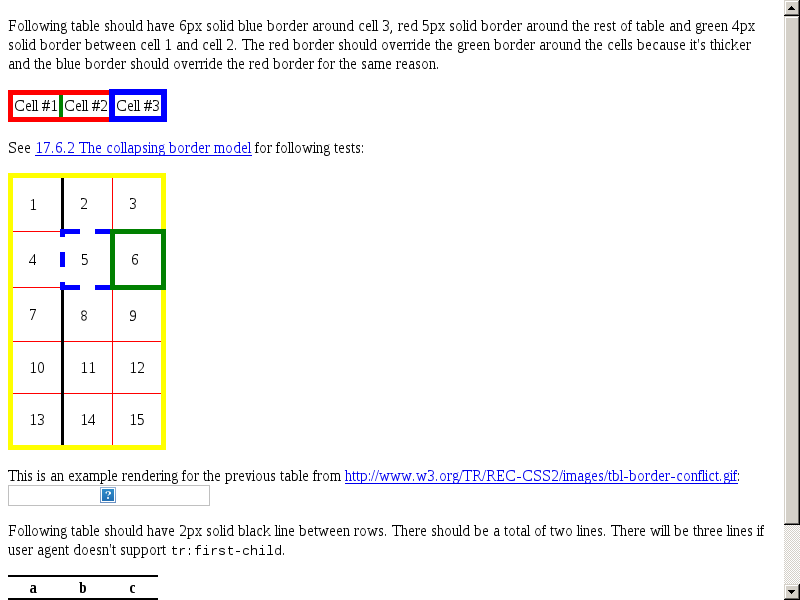 Following table should have 6px solid blue border around cell 3, red 5px solid border around the rest of table and green 4px
solid border between cell 1 and cell 2. The red border should override the green border around the cells because it's thicker
and the blue border should override the red border for the same reason.
Cell #1 Cell #2 Cell #3
See 17.6.2 The collapsing border model for following tests:
1 2 3
4 5 6
7 8 9
10 11 12
13 14 15
This is an example rendering for the previous table from http://www.w3.org/TR/REC-CSS2/images/tbl-border-conflict.gif:
?
Following table should have 2px solid black line between rows. There should be a total of two lines. There will be three lines if
user agent doesn't support tr:first-child.
a b c